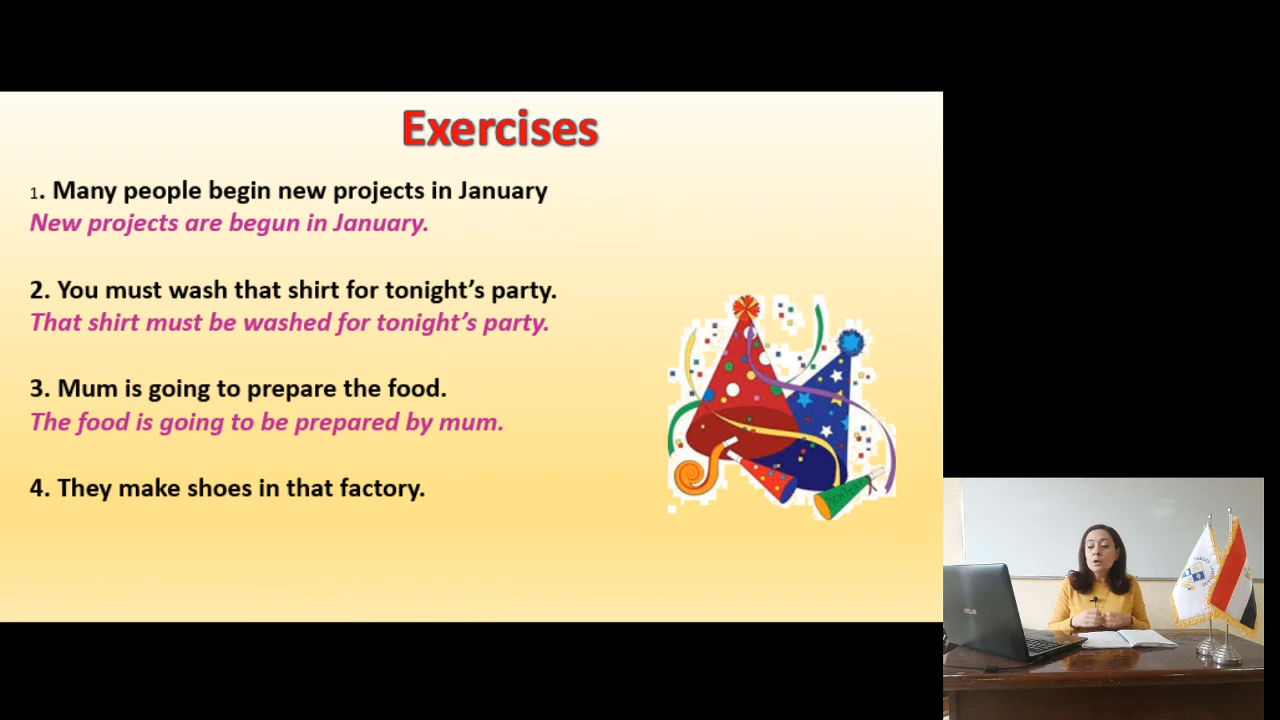 Exercises
1. Many people begin new projects in January
New projects are begun in January.
2. You must wash that shirt for tonight’s party.
That shirt must be washed for tonight’s party.
3. Mum is going to prepare the food.
The food is going to be prepared by mum.
4. They make shoes in that factory.
ASUS